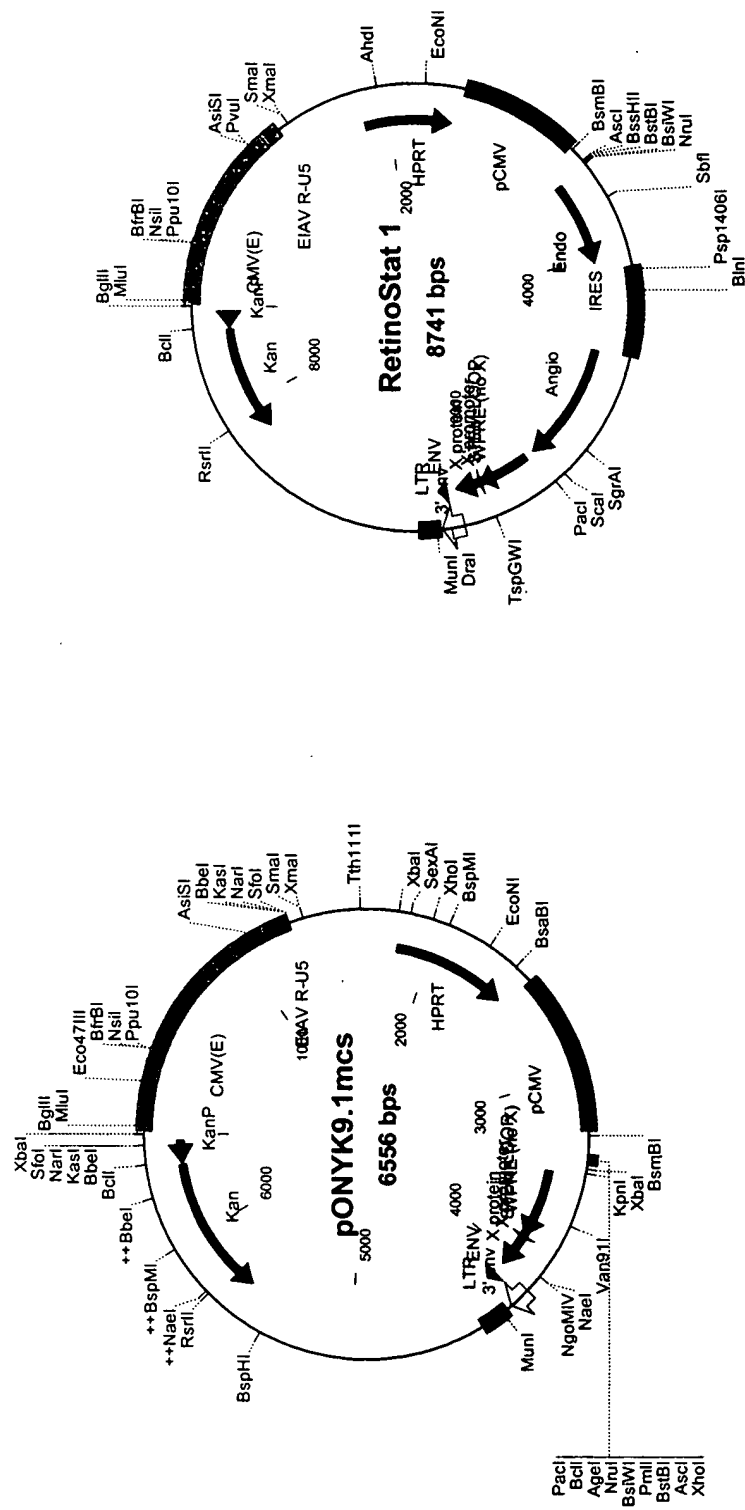 RetinoStat 1
8741 bps
AhdI
EcoNI
SmaI
XmaI
AsiSI
PvuI
BfrBI
NsiI
Ppu10I
BglII
MluI
BclI
RsrII
EIAV R-U5
CMV(E)
Kan
HPRT
2000
pCMV
BsmBI
AscI
BssHII
BstBI
BsiWI
NruI
SbfI
Endo
4000
IRES
Psp1406I
BlnI
8000
Angio
SgrAI
ScaI
PacI
TspGWI
DraI
MunI
LTR
ENV
3' env
X protein
WPRE (no X)
pONYK9.1mcs
6556 bps
Tth111I
XbaI
SexAI
XhoI
BspMI
EcoNI
BsaBI
AsiSI
BbeI
KasI
NarI
SfoI
SmaI
XmaI
Eco47III
BfrBI
NsiI
Ppu10I
BglII
MluI
XbaI
SfoI
NarI
KasI
BbeI
BclI
++BbeI
++BspMI
++NaeI
RsrII
BspHI
EIAV R-U5
CMV(E)
KanP
Kan
HPRT
2000
3000
4000
5000
6000
pCMV
BsmBI
XbaI
KpnI
Van91I
NaeI
NgoMIV
MunI
LTR
ENV
3' env
X protein
PacI
BclI
AgeI
NruI
BsiWI
PmlI
BstBI
AscI
XhoI